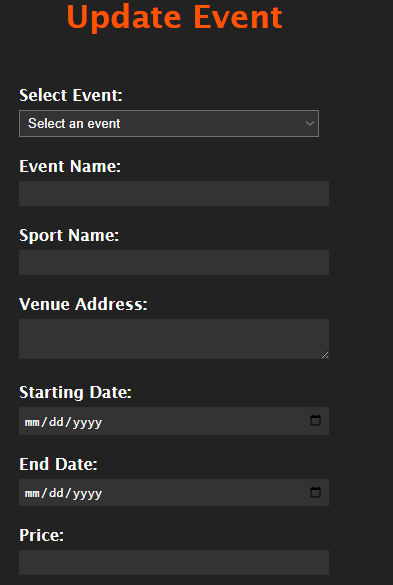 Update Event
Select Event:
Select an event
Event Name:
Sport Name:
Venue Address:
Starting Date:
mm/dd/yyyy
End Date:
mm/dd/yyyy
Price: